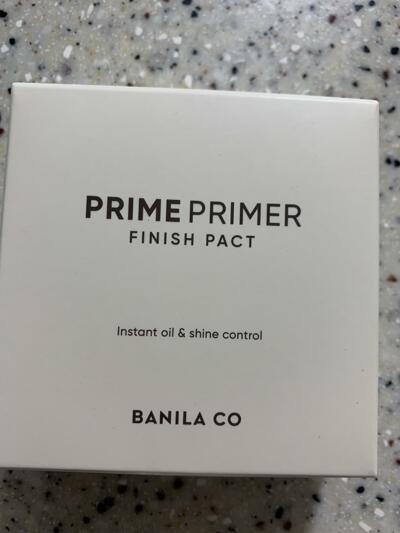 PRIME PRIMER
FINISH PACT
Instant oil & shine control
BANILA CO